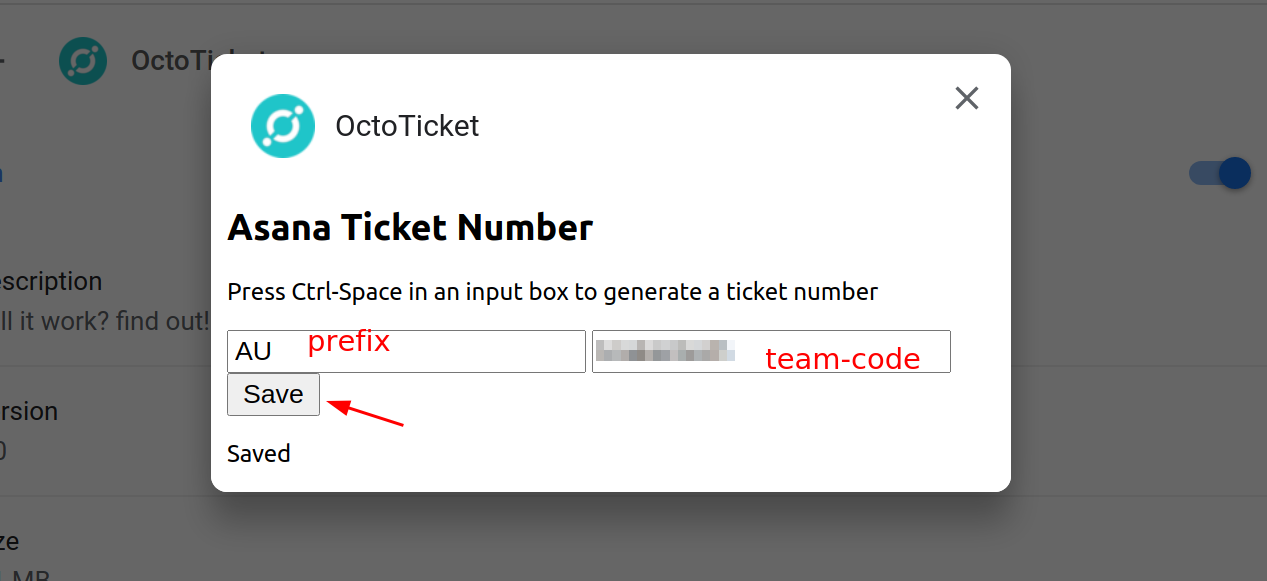 OctoTi
OctoTicket
Asana Ticket Number
escription
Press Ctrl-Space in an input box to generate a ticket number
ll it work? find out!
AU prefix team-code
Save
rsion
0
Saved
ze
MB